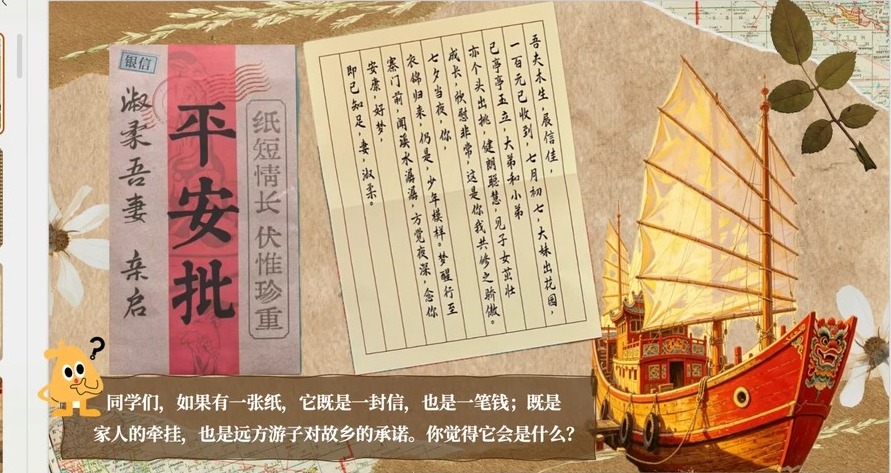 银信
淑柔吾妻 亲启
平安批
纸短情长 伏惟珍重
吾夫木生，展信佳，
一百元已收到，七月初七，大妹出花园，
已亭亭玉立，大弟和小弟
亦个头出挑，健朗聪慧，见子女茁壮
成长，欣慰非常，这是你我共修之骄傲。
七夕当夜，你，
衣锦归来，仍是，少年模样。梦醒行至
寨门前，闻溪水潺潺，方觉夜深，念你
安康，好梦，
即已知足，妻，淑柔。
同学们，如果有一张纸，它既是一封信，也是一笔钱；既是
家人的牵挂，也是远方游子对故乡的承诺。你觉得它会是什么？